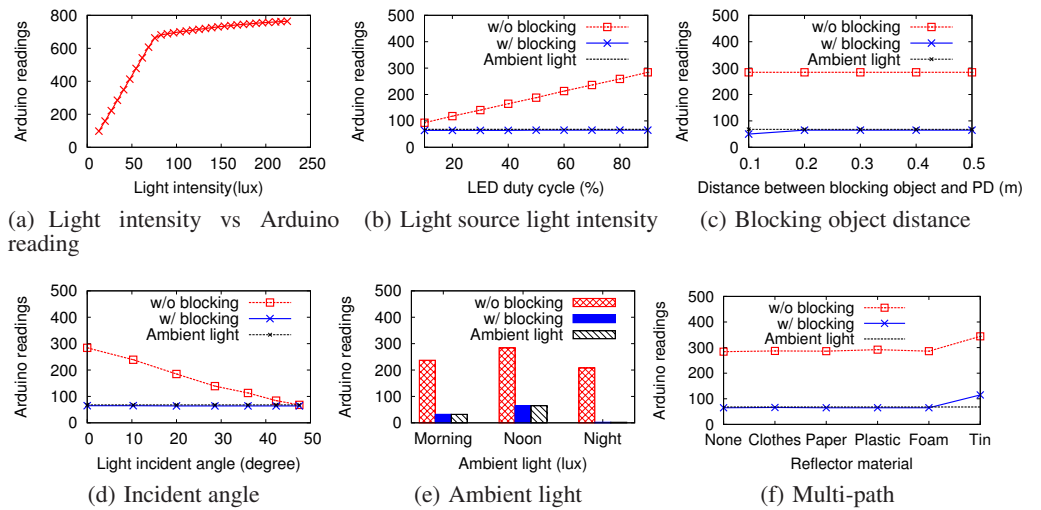 800
600
400
200
0
Arduino readings
0 50 100 150 200 250
Light intensity(lux)
(a) Light intensity vs Arduino
reading
500
400
300
200
100
0
Arduino readings
w/o blocking
w/ blocking
Ambient light
20 40 60 80
LED duty cycle (%)
(b) Light source light intensity
500
400
300
200
100
0
Arduino readings
w/o blocking
w/ blocking
Ambient light
0.1 0.2 0.3 0.4 0.5
Distance between blocking object and PD (m)
(c) Blocking object distance
500
400
300
200
100
0
Arduino readings
w/o blocking
w/ blocking
Ambient light
0 10 20 30 40 50
Light incident angle (degree)
(d) Incident angle
500
400
300
200
100
0
Arduino readings
w/o blocking
w/ blocking
Ambient light
Morning Noon Night
Ambient light (lux)
(e) Ambient light
500
400
300
200
100
0
Arduino readings
w/o blocking
w/ blocking
Ambient light
None Clothes Paper Plastic Foam Tin
Reflector material
(f) Multi-path